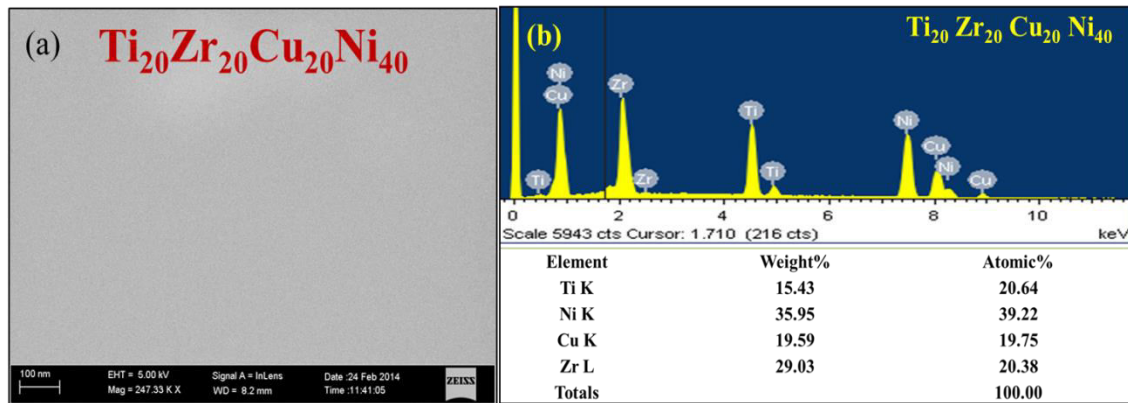 (a) Ti20Zr20Cu20Ni40
100 nm
EHT = 5.00 kV Signal A = InLens Date :24 Feb 2014
Mag = 247.33 K X WD = 8.2 mm Time :11:41:05
ZEISS
(b) Ti20 Zr20 Cu20 Ni40
Ni
Cu
Zr
Ti
Ni
Cu
Ni
Ti
Zr
Ti
Cu
0 2 4 6 8 10
Scale 5943 cts Cursor: 1.710 (216 cts) keV
Element Weight% Atomic%
Ti K 15.43 20.64
Ni K 35.95 39.22
Cu K 19.59 19.75
Zr L 29.03 20.38
Totals 100.00